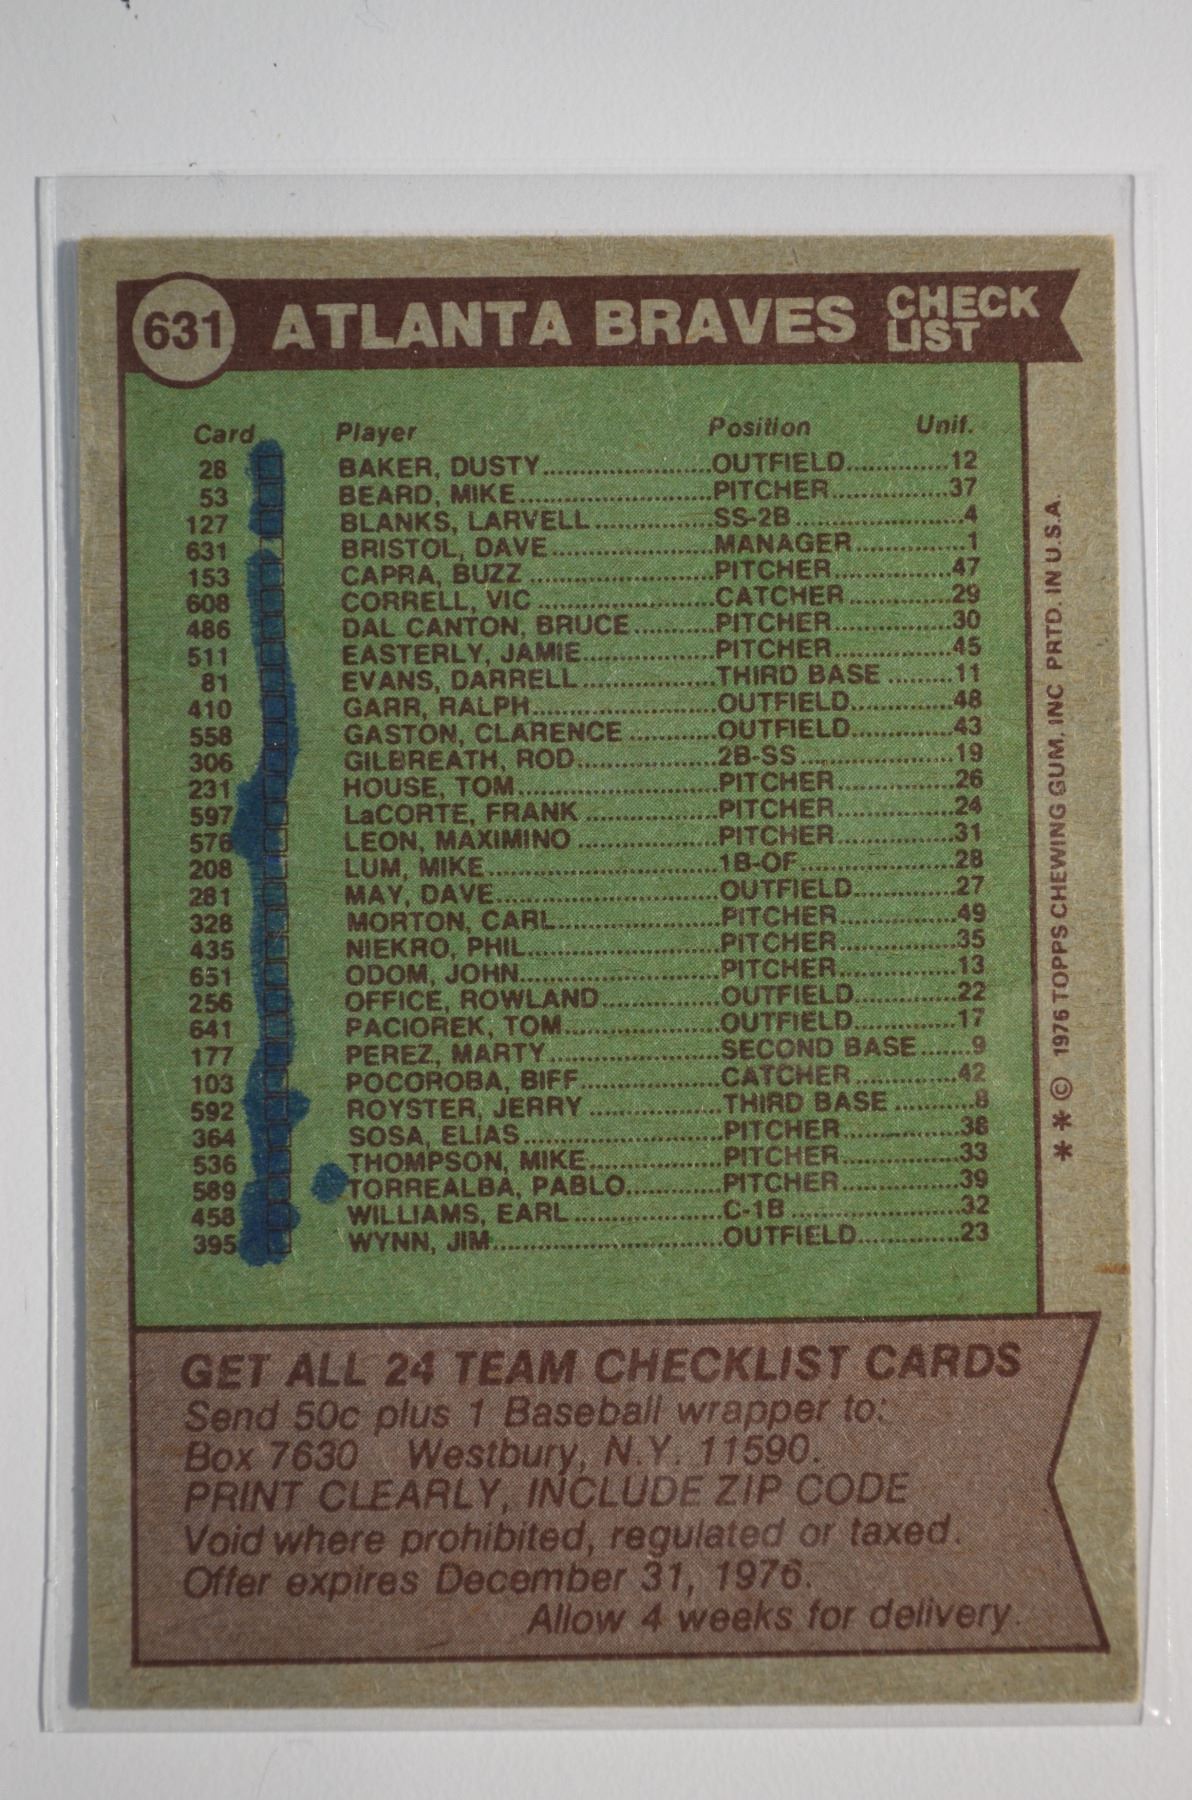 631 ATLANTA BRAVES CHECK LIST
Card Player Position Unif.
28 BAKER, DUSTY OUTFIELD 12
53 BEARD, MIKE PITCHER 37
127 BLANKS, LARVELL SS-2B 4
631 BRISTOL, DAVE MANAGER 1
153 CAPRA, BUZZ PITCHER 47
608 CORRELL, VIC CATCHER 29
486 DAL CANTON, BRUCE PITCHER 30
511 EASTERLY, JAMIE PITCHER 45
81 EVANS, DARRELL THIRD BASE 11
410 GARR, RALPH OUTFIELD 48
558 GASTON, CLARENCE OUTFIELD 43
306 GILBREATH, ROD 2B-SS 19
231 HOUSE, TOM PITCHER 26
597 LaCORTE, FRANK PITCHER 24
576 LEON, MAXIMINO PITCHER 31
208 LUM, MIKE 1B-OF 28
281 MAY, DAVE OUTFIELD 27
328 MORTON, CARL PITCHER 49
435 NIEKRO, PHIL PITCHER 35
651 ODOM, JOHN PITCHER 13
256 OFFICE, ROWLAND OUTFIELD 22
641 PACIOREK, TOM OUTFIELD 17
177 PEREZ, MARTY SECOND BASE 9
103 POCOROBA, BIFF CATCHER 42
592 ROYSTER, JERRY THIRD BASE 8
364 SOSA, ELIAS PITCHER 38
536 THOMPSON, MIKE PITCHER 33
589 TORREALBA, PABLO PITCHER 39
458 WILLIAMS, EARL C-1B 32
395 WYNN, JIM OUTFIELD 23
* * © 1976 TOPPS CHEWING GUM, INC PRTD. IN U.S.A.
GET ALL 24 TEAM CHECKLIST CARDS
Send 50c plus 1 Baseball wrapper to:
Box 7630 Westbury, N.Y. 11590.
PRINT CLEARLY, INCLUDE ZIP CODE
Void where prohibited, regulated or taxed.
Offer expires December 31, 1976.
Allow 4 weeks for delivery.